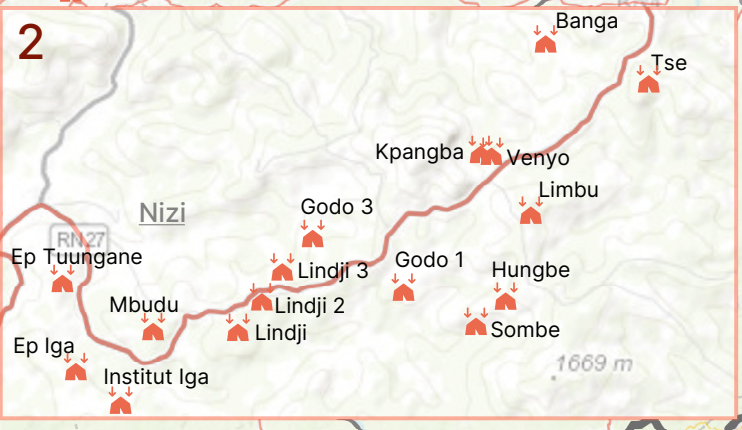 2
Banga
Tse
Kpangba
Venyo
Limbu
Nizi
Godo 3
RN27
Ep Tuungane
Lindji 3
Godo 1
Hungbe
Mbudu
Lindji 2
Lindji
Sombe
Ep Iga
Institut Iga
1669 m